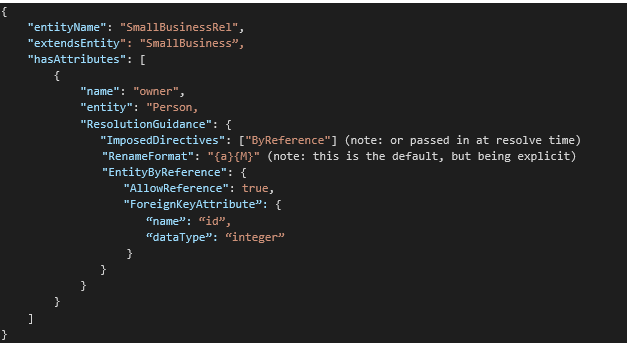 {
"entityName": "SmallBusinessRel",
"extendsEntity": "SmallBusiness”,
"hasAttributes": [
{
"name": "owner",
"entity": "Person,
"ResolutionGuidance": {
"ImposedDirectives": ["ByReference"] (note: or passed in at resolve time)
"RenameFormat": "{a}{M}" (note: this is the default, but being explicit)
"EntityByReference": {
"AllowReference": true,
"ForeignKeyAttribute”: {
“name”: “id”,
“dataType”: “integer”
}
}
}
}
]
}